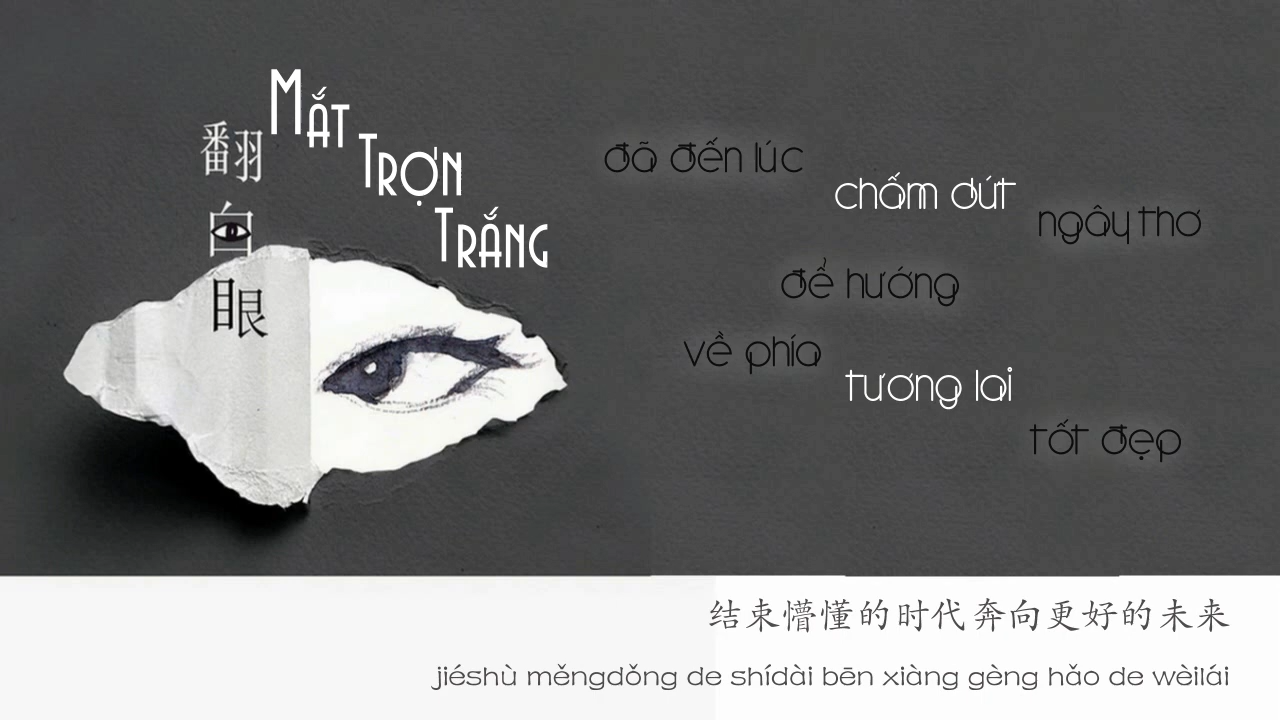 翻白眼
Mắt
Trợn
Trắng
đã đến lúc
chấm dứt
ngây thơ
để hướng
về phía
tương lai
tốt đẹp
结束懵懂的时代 奔向更好的未来
jiéshù měngdǒng de shídài bēn xiàng gèng hǎo de wèilái